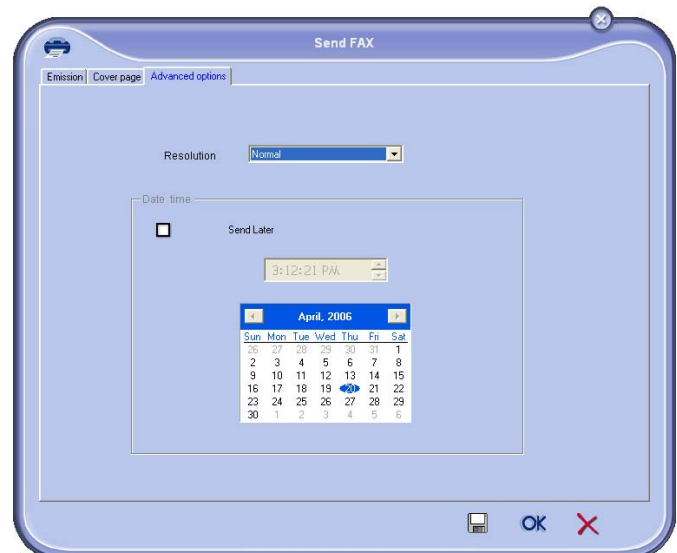 Send FAX
Emission Cover page Advanced options
Resolution Normal
Date time
Send Later
3:12:21 PM
April, 2006
Sun Mon Tue Wed Thu Fri Sat
26 27 28 29 30 31 1
2 3 4 5 6 7 8
9 10 11 12 13 14 15
16 17 18 19 20 21 22
23 24 25 26 27 28 29
30 1 2 3 4 5 6
OK